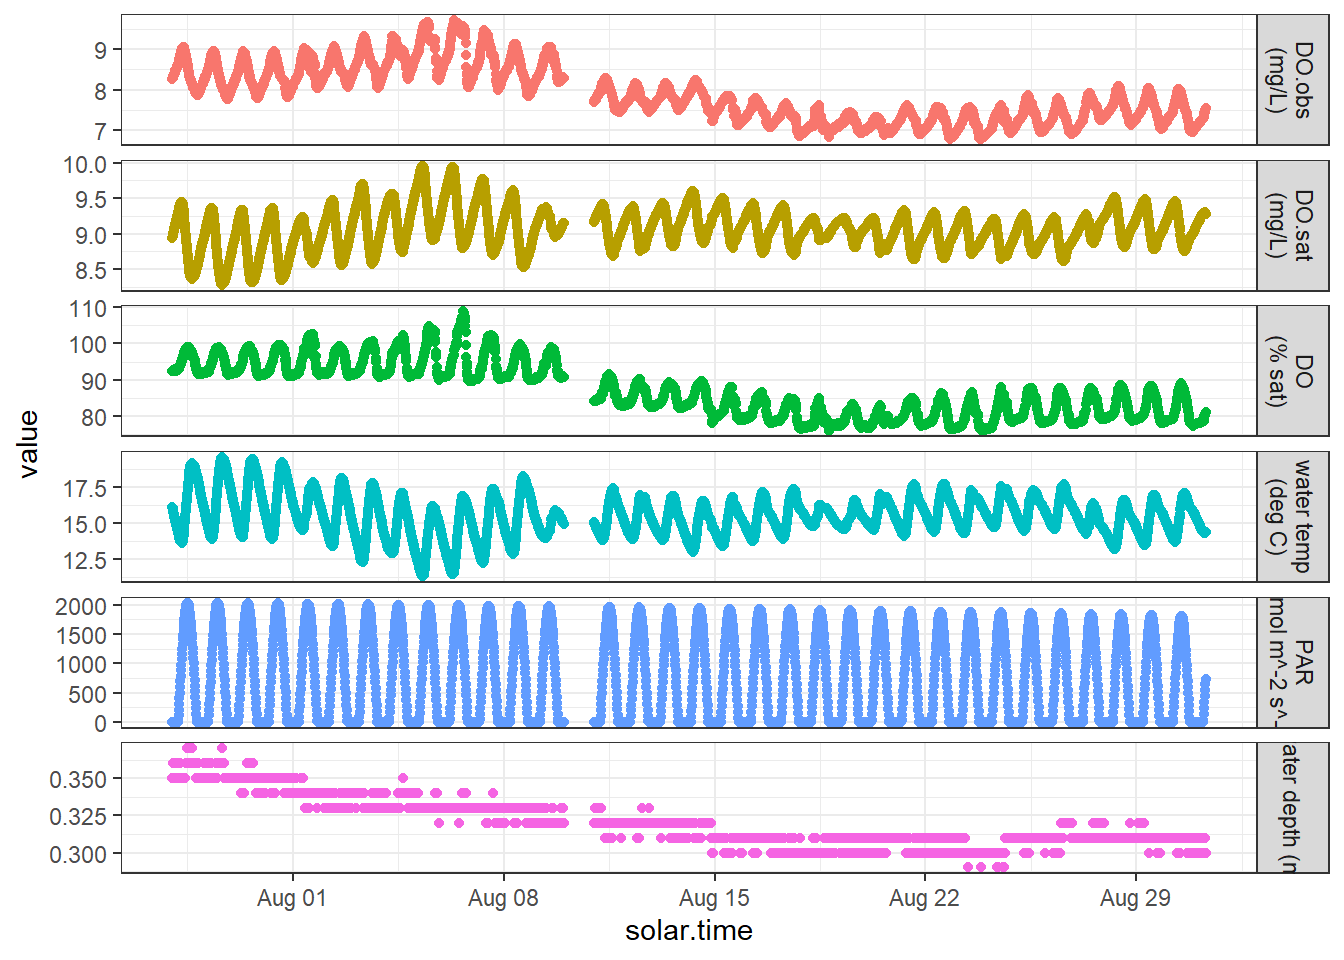 9
8
7
DO.obs
(mg/L)
10.0
9.5
9.0
8.5
DO.sat
(mg/L)
110
100
90
80
DO
(% sat)
17.5
15.0
12.5
water temp
(deg C)
2000
1500
1000
500
0
PAR
mol m^-2 s^-
0.350
0.325
0.300
ater depth (m
value
Aug 01
Aug 08
Aug 15
Aug 22
Aug 29
solar.time